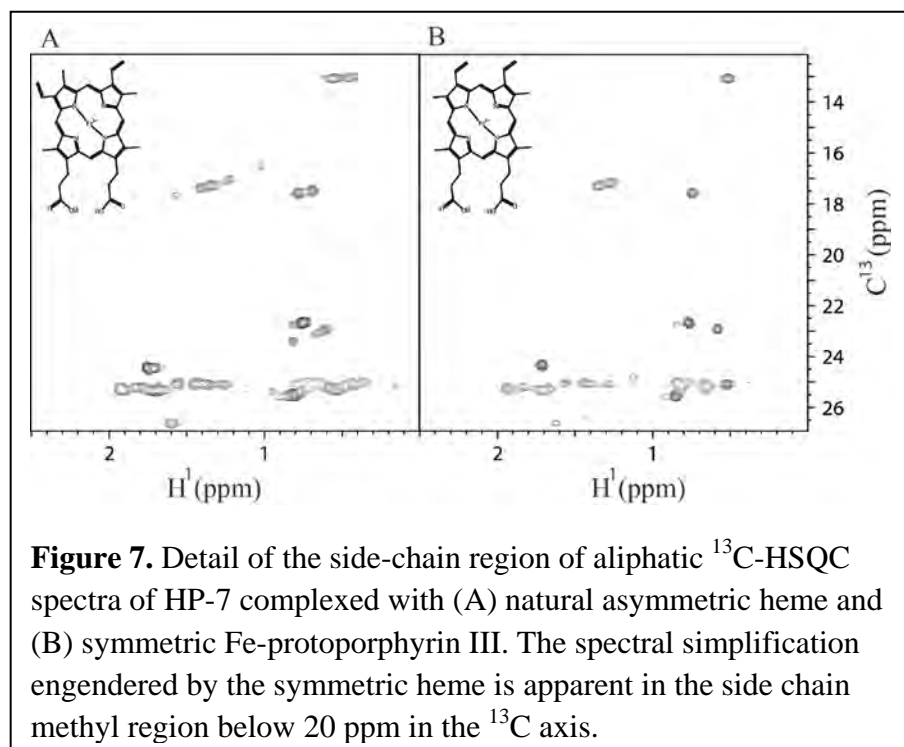 A
B
14
16
18
20
22
24
26
C¹³ (ppm)
2
1
2
1
H¹ (ppm)
H¹ (ppm)
Figure 7. Detail of the side-chain region of aliphatic ¹³C-HSQC
spectra of HP-7 complexed with (A) natural asymmetric heme and
(B) symmetric Fe-protoporphyrin III. The spectral simplification
engendered by the symmetric heme is apparent in the side chain
methyl region below 20 ppm in the ¹³C axis.